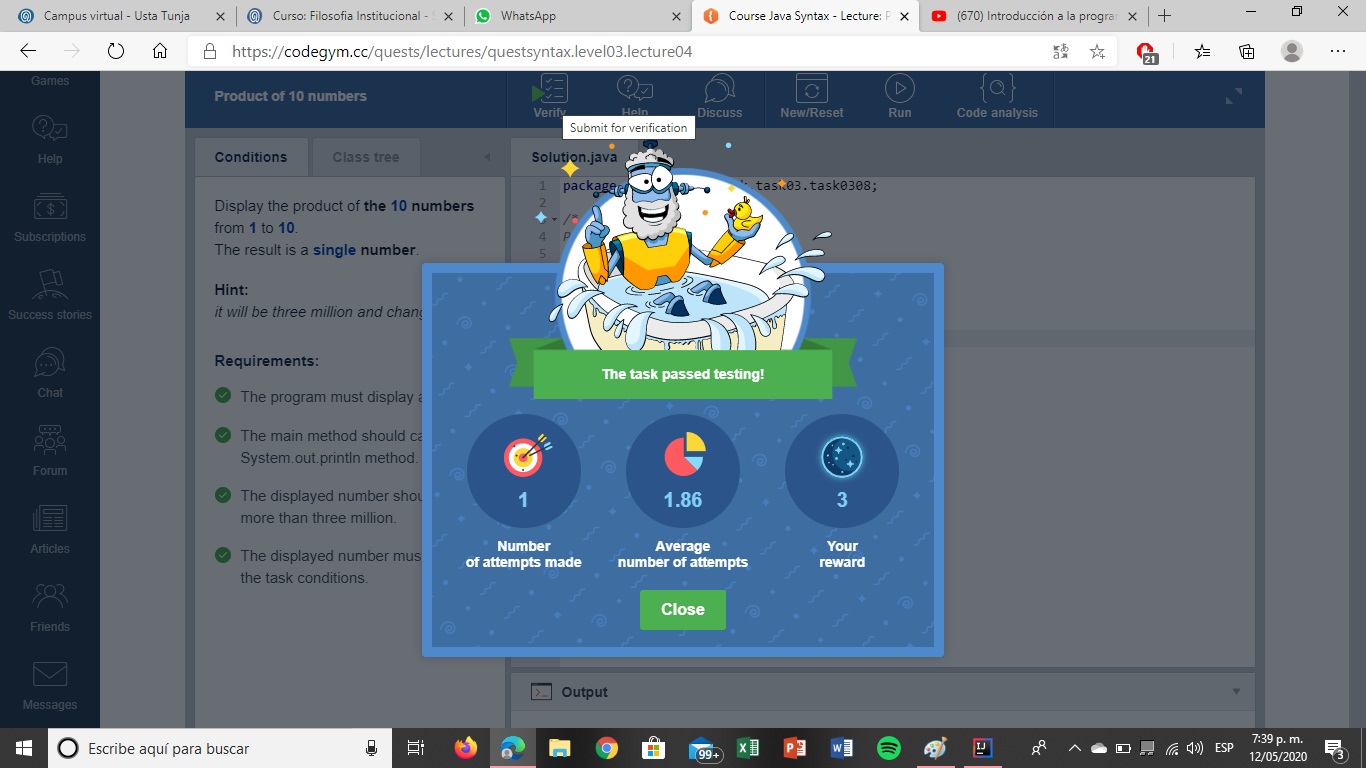 Campus virtual - Usta Tunja
Curso: Filosofia Institucional -
WhatsApp
Course Java Syntax - Lecture:
(670) Introducción a la progra
https://codegym.cc/quests/lectures/questsyntax.level03.lecture04
21
Games
Help
Subscriptions
Success stories
Chat
Forum
Articles
Friends
Messages
Product of 10 numbers
Verify
Help
Discuss
New/Reset
Run
Code analysis
Submit for verification
Conditions
Class tree
Display the product of the 10 numbers
from 1 to 10.
The result is a single number.
Hint:
it will be three million and chang
Requirements:
The program must display a
The main method should ca
System.out.println method.
The displayed number shou
more than three million.
The displayed number mus
the task conditions.
Solution.java
1 package .task03.task0308;
2
/*
4
5
The task passed testing!
1
Number
of attempts made
1.86
Average
number of attempts
3
Your
reward
Close
Output
Escribe aquí para buscar
99+
ESP
7:39 p. m.
12/05/2020
3